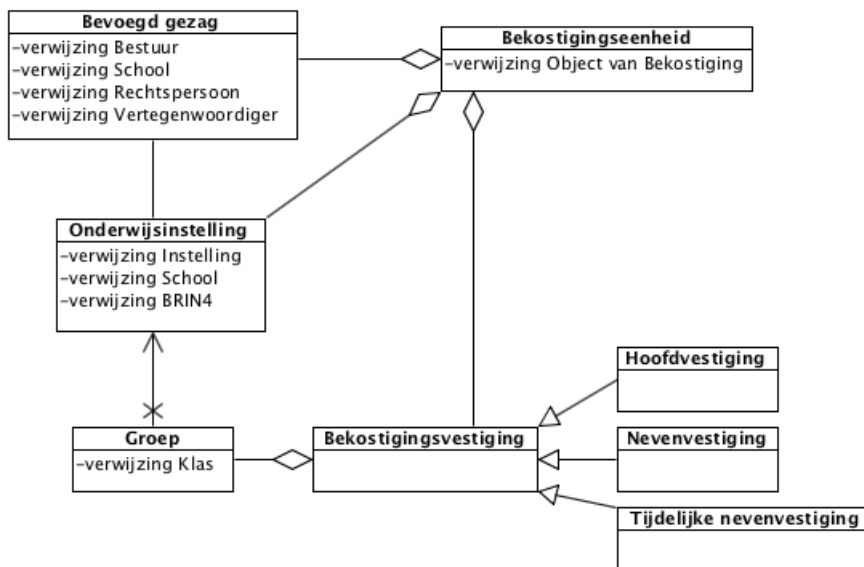 Bevoegd gezag
–verwijzing Bestuur
–verwijzing School
–verwijzing Rechtspersoon
–verwijzing Vertegenwoordiger
Bekostigingseenheid
–verwijzing Object van Bekostiging
Onderwijsinstelling
–verwijzing Instelling
–verwijzing School
–verwijzing BRIN4
Hoofdvestiging
Groep
–verwijzing Klas
Bekostigingsvestiging
Nevenvestiging
Tijdelijke nevenvestiging